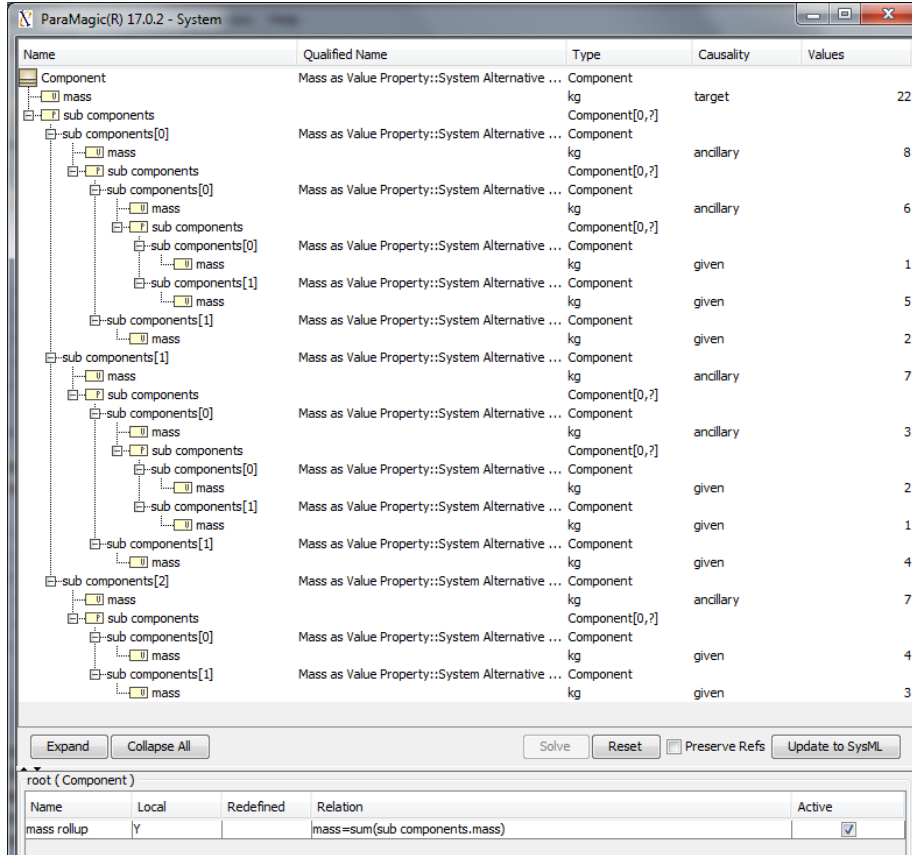 ParaMagic(R) 17.0.2 - System
Name Qualified Name Type Causality Values
Component Mass as Value Property::System Alternative ... Component
mass kg target 22
sub components Component[0,?]
sub components[0] Mass as Value Property::System Alternative ... Component
mass kg ancillary 8
sub components Component[0,?]
sub components[0] Mass as Value Property::System Alternative ... Component
mass kg ancillary 6
sub components Component[0,?]
sub components[0] Mass as Value Property::System Alternative ... Component
mass kg given 1
sub components[1] Mass as Value Property::System Alternative ... Component
mass kg given 5
sub components[1] Mass as Value Property::System Alternative ... Component
mass kg given 2
sub components[1] Mass as Value Property::System Alternative ... Component
mass kg ancillary 7
sub components Component[0,?]
sub components[0] Mass as Value Property::System Alternative ... Component
mass kg ancillary 3
sub components Component[0,?]
sub components[0] Mass as Value Property::System Alternative ... Component
mass kg given 2
sub components[1] Mass as Value Property::System Alternative ... Component
mass kg given 1
sub components[1] Mass as Value Property::System Alternative ... Component
mass kg given 4
sub components[2] Mass as Value Property::System Alternative ... Component
mass kg ancillary 7
sub components Component[0,?]
sub components[0] Mass as Value Property::System Alternative ... Component
mass kg given 4
sub components[1] Mass as Value Property::System Alternative ... Component
mass kg given 3
Expand Collapse All Solve Reset Preserve Refs Update to SysML
root ( Component )
Name Local Redefined Relation Active
mass rollup Y mass=sum(sub components.mass)